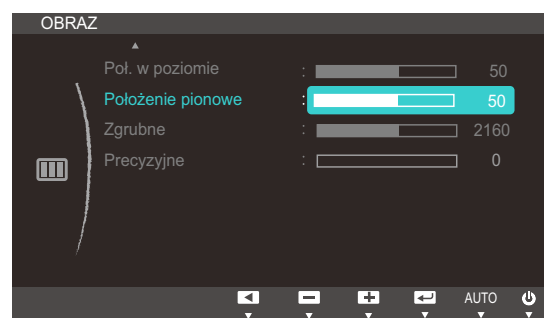 OBRAZ
Poł. w poziomie : 50
Położenie pionowe : 50
Zgrubne : 2160
Precyzyjne : 0
AUTO